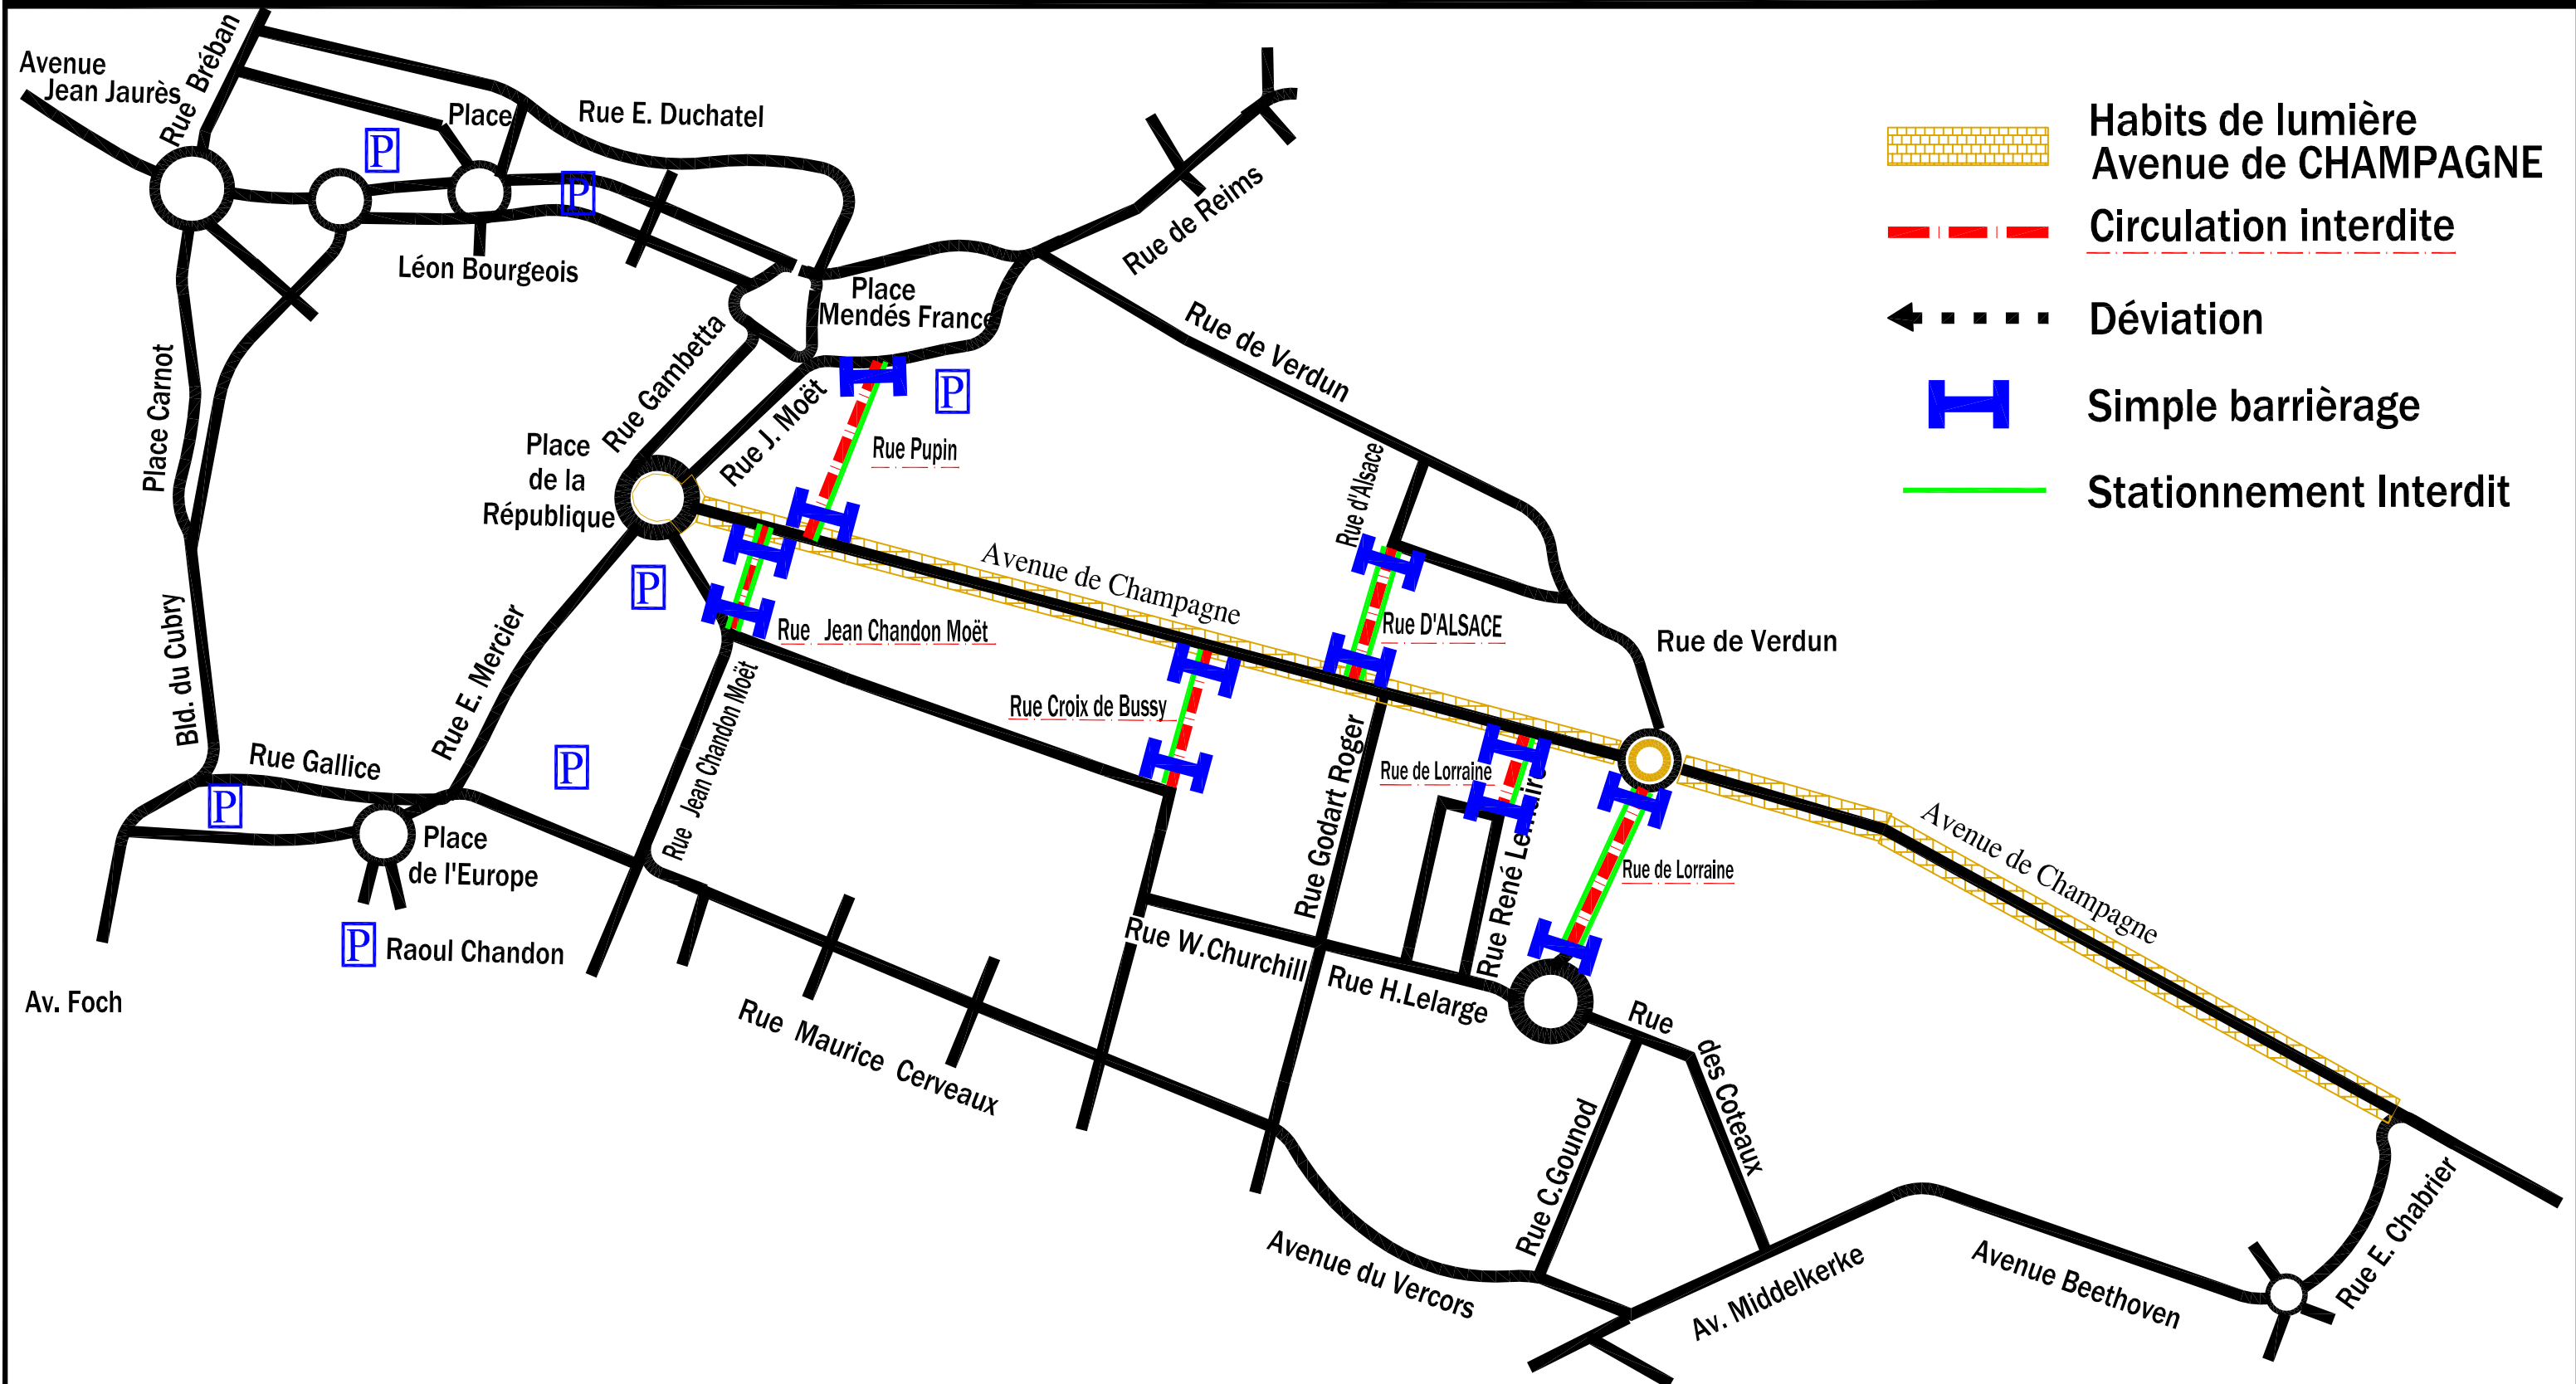 Avenue
Jean Jaurès
Rue Bréban
Place
Rue E. Duchatel
P
P
Léon Bourgeois
Rue de Reims
Place
Mendés France
Place Carnot
Rue Gambetta
Rue J. Moët
P
Rue de Verdun
Place
de la
République
Rue Pupin
Rue d'Alsace
P
Avenue de Champagne
Bld. du Cubry
Rue E. Mercier
Rue Jean Chandon Moët
Rue D'ALSACE
Rue de Verdun
Rue Croix de Bussy
Rue Jean Chandon Moët
Rue Godart Roger
Rue de Lorraine
Rue Gallice
P
P
Place
de l'Europe
Rue René Lemaire
Rue de Lorraine
Avenue de Champagne
P
Raoul Chandon
Av. Foch
Rue W.Churchill
Rue H.Lelarge
Rue
des Coteaux
Rue Maurice Cerveaux
Rue C.Gounod
Avenue du Vercors
Av. Middelkerke
Avenue Beethoven
Rue E. Chabrier
Habits de lumière
Avenue de CHAMPAGNE
Circulation interdite
Déviation
Simple barrièrage
Stationnement Interdit